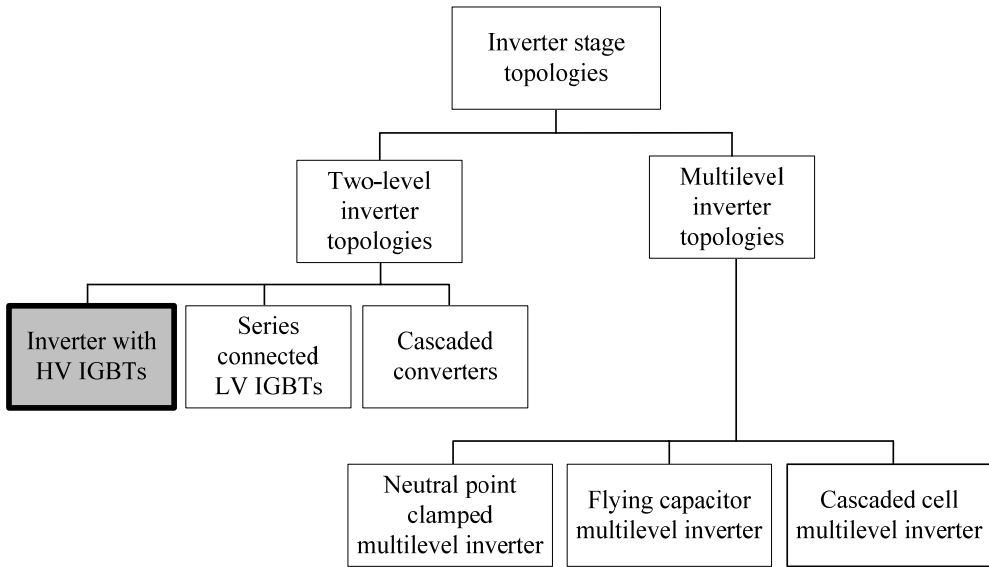 Inverter stage
topologies
Two-level
inverter
topologies
Multilevel
inverter
topologies
Inverter with
HV IGBTs
Series
connected
LV IGBTs
Cascaded
converters
Neutral point
clamped
multilevel inverter
Flying capacitor
multilevel inverter
Cascaded cell
multilevel inverter